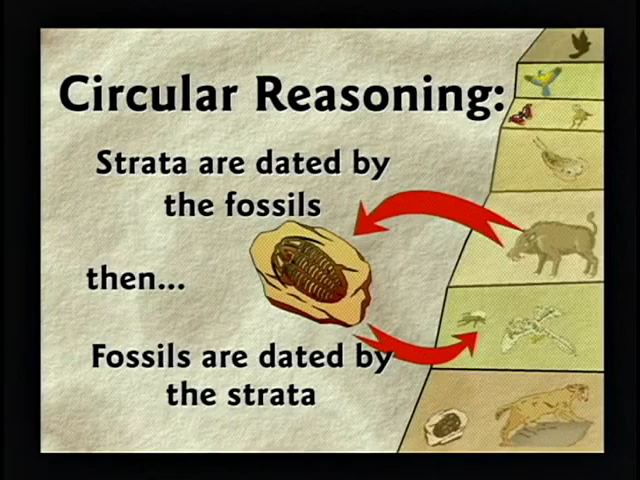 Circular Reasoning:
Strata are dated by
the fossils
then...
Fossils are dated by
the strata